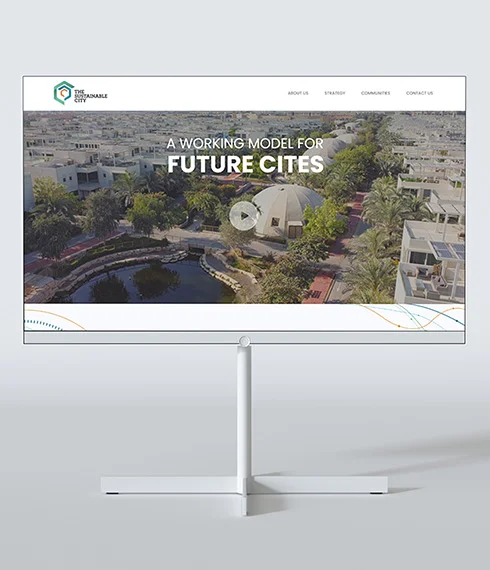 THE
SUSTAINABLE
CITY
ABOUT US STRATEGY COMMUNITIES CONTACT US
A WORKING MODEL FOR
FUTURE CITES